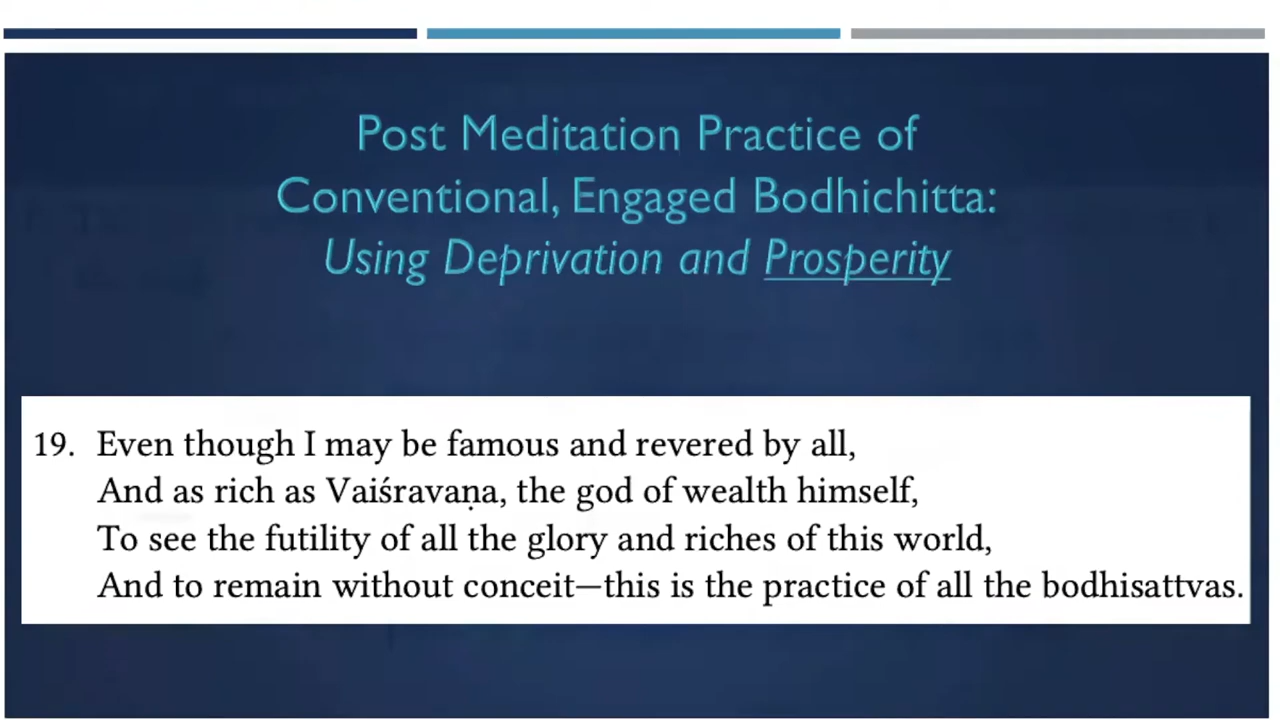 Post Meditation Practice of
Conventional, Engaged Bodhichitta:
Using Deprivation and Prosperity
19. Even though I may be famous and revered by all,
And as rich as Vaiśravaṇa, the god of wealth himself,
To see the futility of all the glory and riches of this world,
And to remain without conceit—this is the practice of all the bodhisattvas.